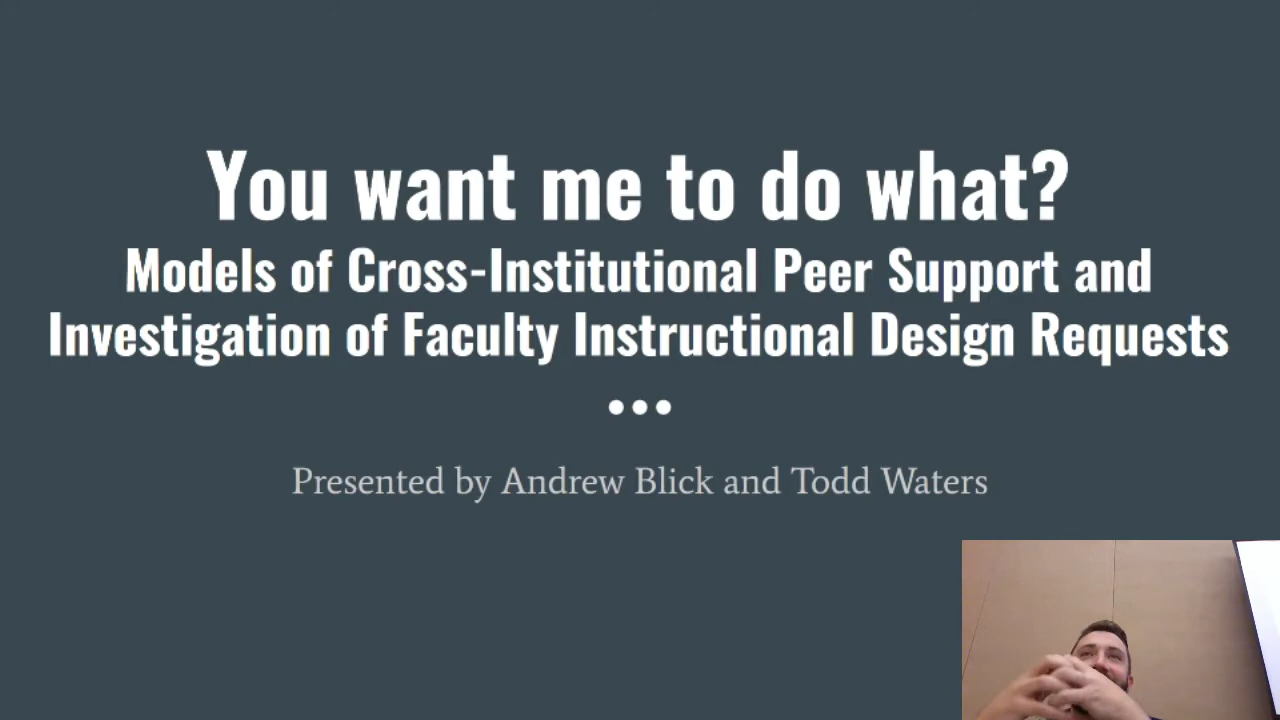 You want me to do what?
Models of Cross-Institutional Peer Support and
Investigation of Faculty Instructional Design Requests
Presented by Andrew Blick and Todd Waters